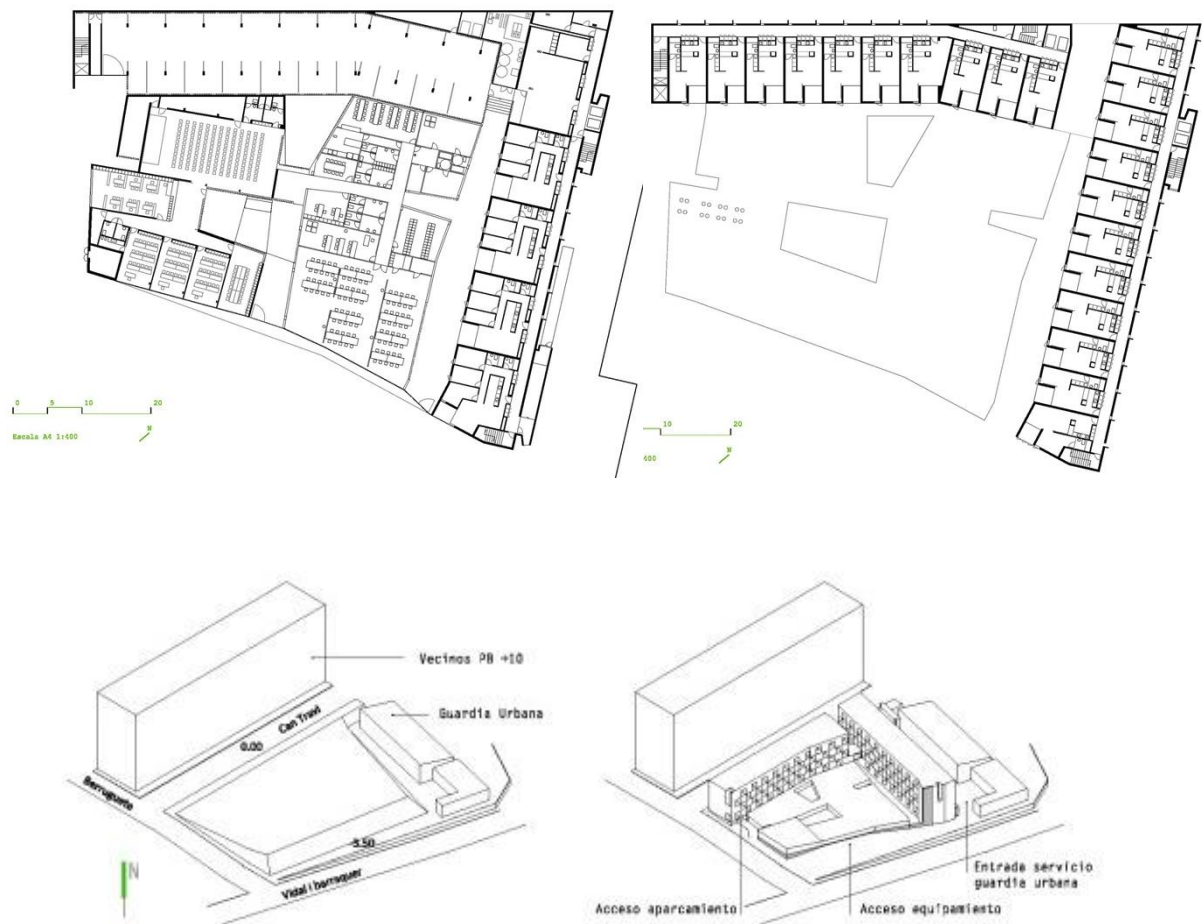 0 5 10 20
Escala A4 1:400
N
10 20
400
N
Vecinos PB +10
Guardia Urbana
Can Travi
0.00
Berruguete
-3.50
Vidal i barraquer
N
Entrada servicio
guardia urbana
Acceso aparcamiento
Acceso equipamiento